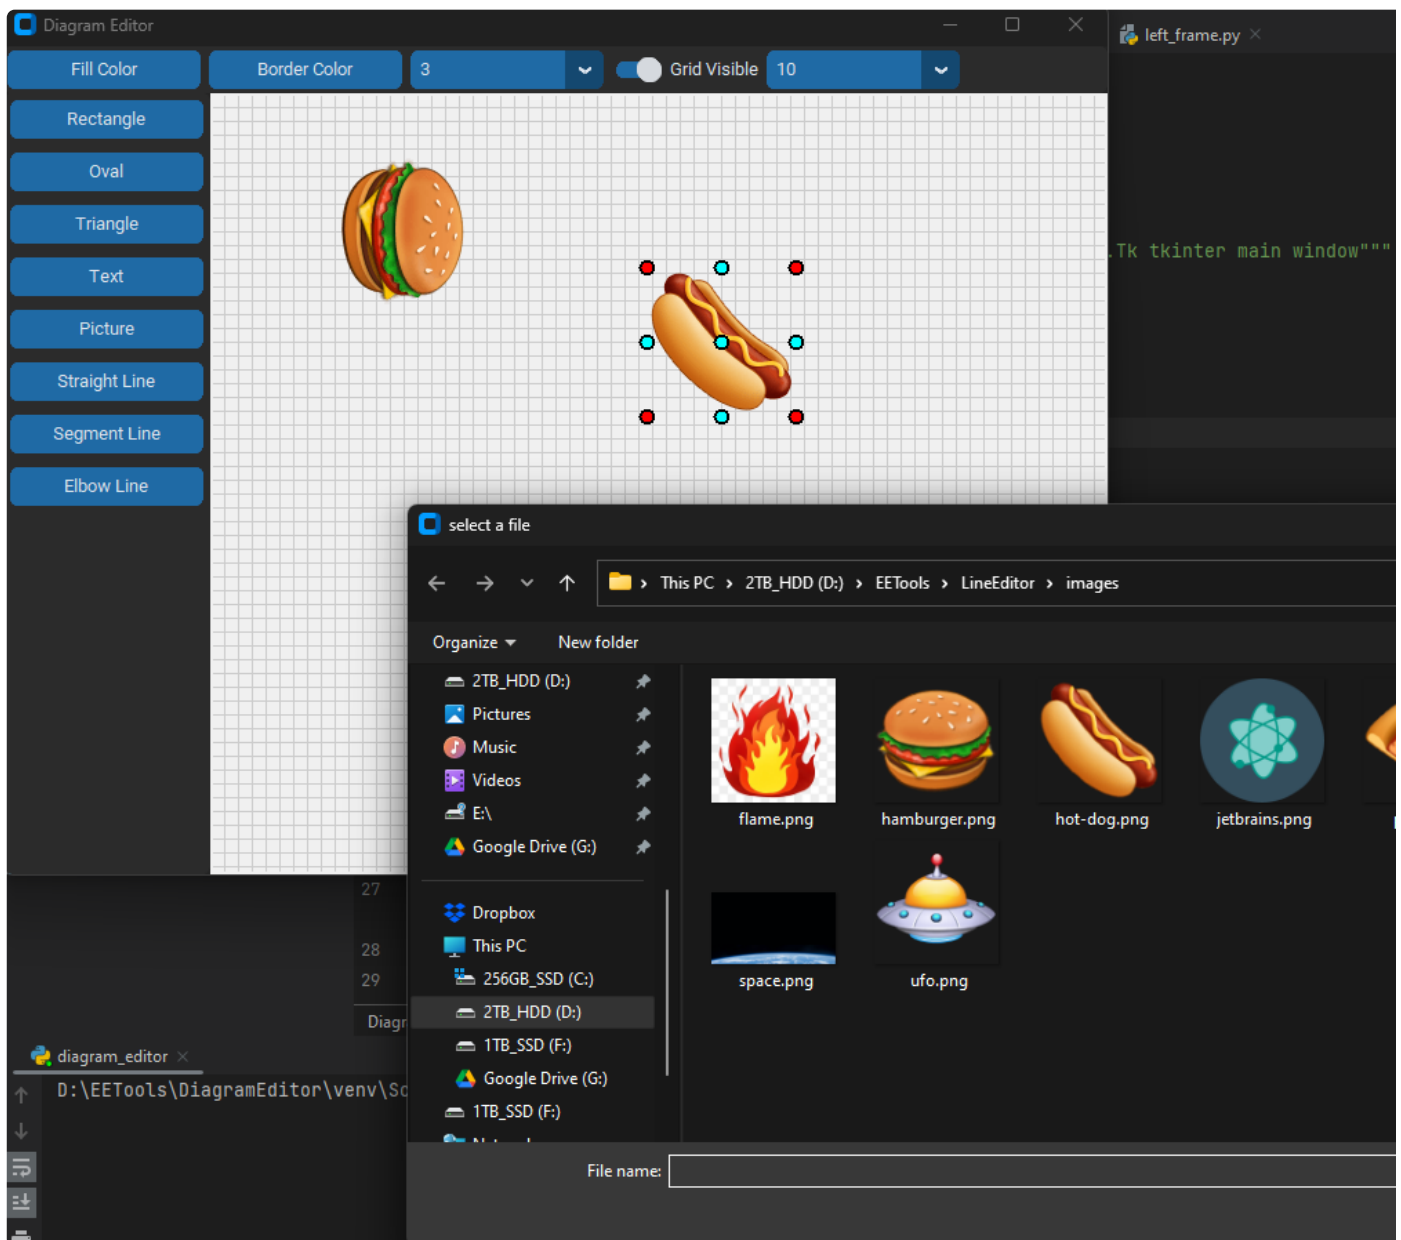 Diagram Editor
left_frame.py
Fill Color
Border Color
3
Grid Visible
10
Rectangle
Oval
Triangle
Text
Picture
Straight Line
Segment Line
Elbow Line
.Tk tkinter main window"""
select a file
This PC
2TB_HDD (D:)
EETools
LineEditor
images
Organize
New folder
2TB_HDD (D:)
Pictures
Music
Videos
E:\
Google Drive (G:)
Dropbox
This PC
256GB_SSD (C:)
2TB_HDD (D:)
1TB_SSD (F:)
Google Drive (G:)
1TB_SSD (F:)
flame.png
hamburger.png
hot-dog.png
jetbrains.png
space.png
ufo.png
27
28
29
Diagr
diagram_editor
D:\EETools\DiagramEditor\venv\Sc
File name: